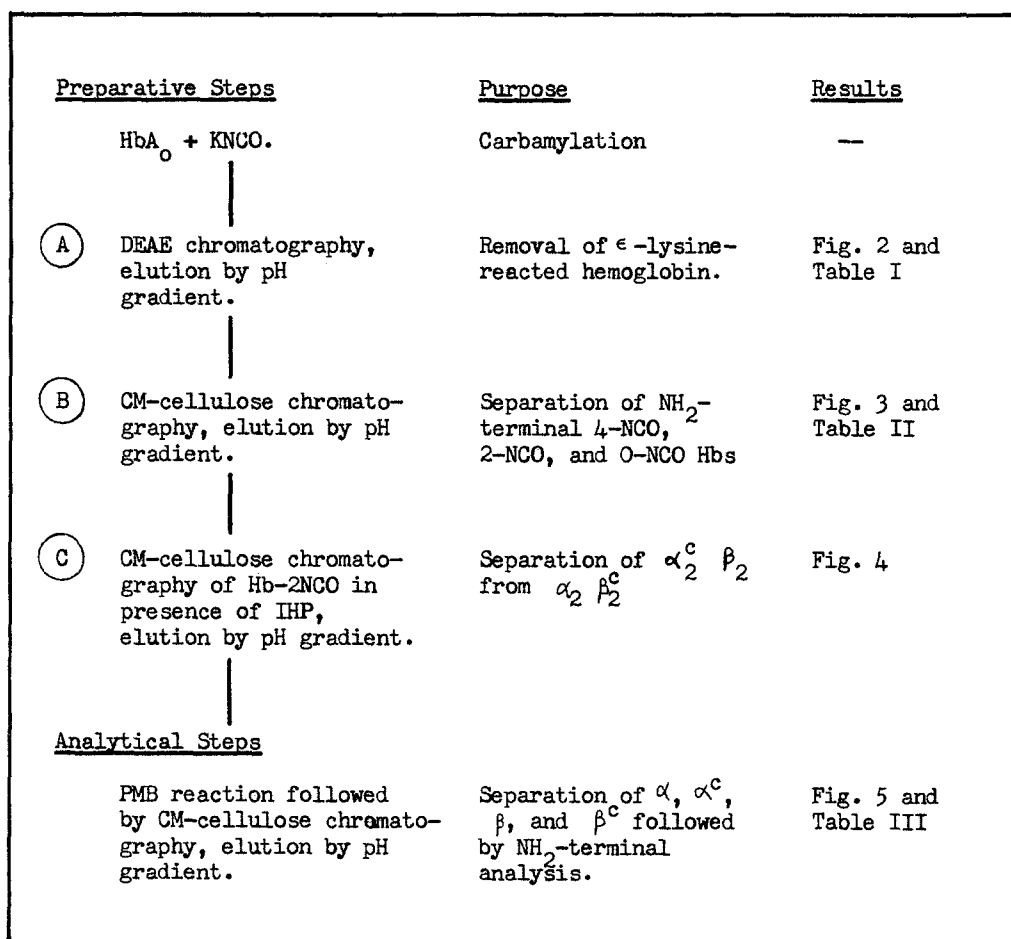 Preparative Steps Purpose Results
HbA₀ + KNCO. Carbamylation —
A DEAE chromatography, Removal of ε-lysine- Fig. 2 and
elution by pH reacted hemoglobin. Table I
gradient.
B CM-cellulose chromato- Separation of NH₂- Fig. 3 and
graphy, elution by pH terminal 4-NCO, Table II
gradient. 2-NCO, and 0-NCO Hbs
C CM-cellulose chromato- Separation of α₂ᶜ β₂ Fig. 4
graphy of Hb-2NCO in from α₂ β₂ᶜ
presence of IHP,
elution by pH gradient.
Analytical Steps
PMB reaction followed Separation of α, αᶜ, Fig. 5 and
by CM-cellulose chromato- β, and βᶜ followed Table III
graphy, elution by pH by NH₂-terminal
gradient. analysis.